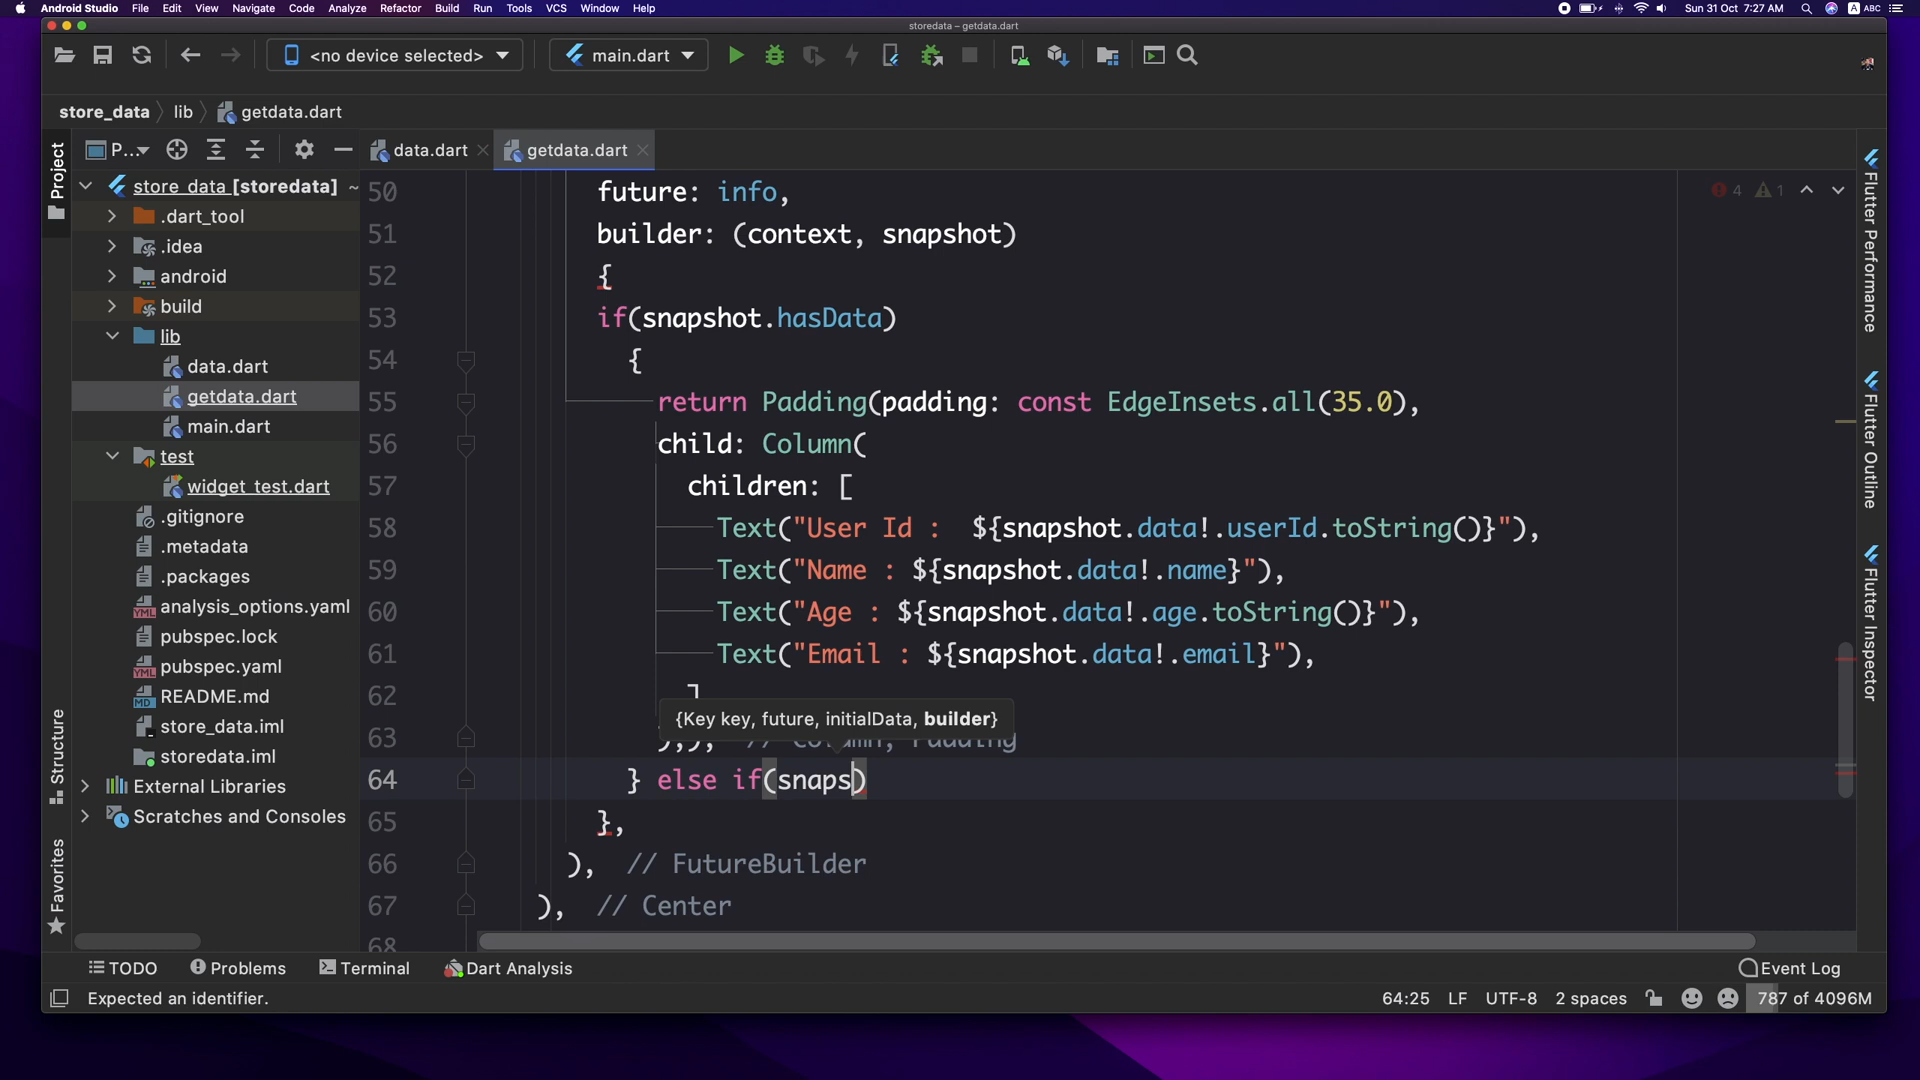 Android Studio File Edit View Navigate Code Analyze Refactor Build Run Tools VCS Window Help
A ABC Sun 31 Oct 7:27 AM
storedata – getdata.dart
<no device selected> main.dart
store_data lib getdata.dart
P... data.dart getdata.dart
Project
store_data [storedata] ~
.dart_tool
.idea
android
build
lib
data.dart
getdata.dart
main.dart
test
widget_test.dart
.gitignore
.metadata
.packages
analysis_options.yaml
pubspec.lock
pubspec.yaml
README.md
store_data.iml
storedata.iml
External Libraries
Scratches and Consoles
Structure
Favorites
4 1
50 future: info,
51 builder: (context, snapshot)
52 {
53 if(snapshot.hasData)
54 {
55 return Padding(padding: const EdgeInsets.all(35.0),
56 child: Column(
57 children: [
58 Text("User Id :  ${snapshot.data!.userId.toString()}"),
59 Text("Name : ${snapshot.data!.name}"),
60 Text("Age : ${snapshot.data!.age.toString()}"),
61 Text("Email : ${snapshot.data!.email}"),
62 ]
{Key key, future, initialData, builder}
63 ),); // Column, Padding
64 } else if(snaps)
65 },
66 ), // FutureBuilder
67 ), // Center
68
Flutter Performance
Flutter Outline
Flutter Inspector
TODO Problems Terminal Dart Analysis Event Log
Expected an identifier. 64:25 LF UTF-8 2 spaces 787 of 4096M